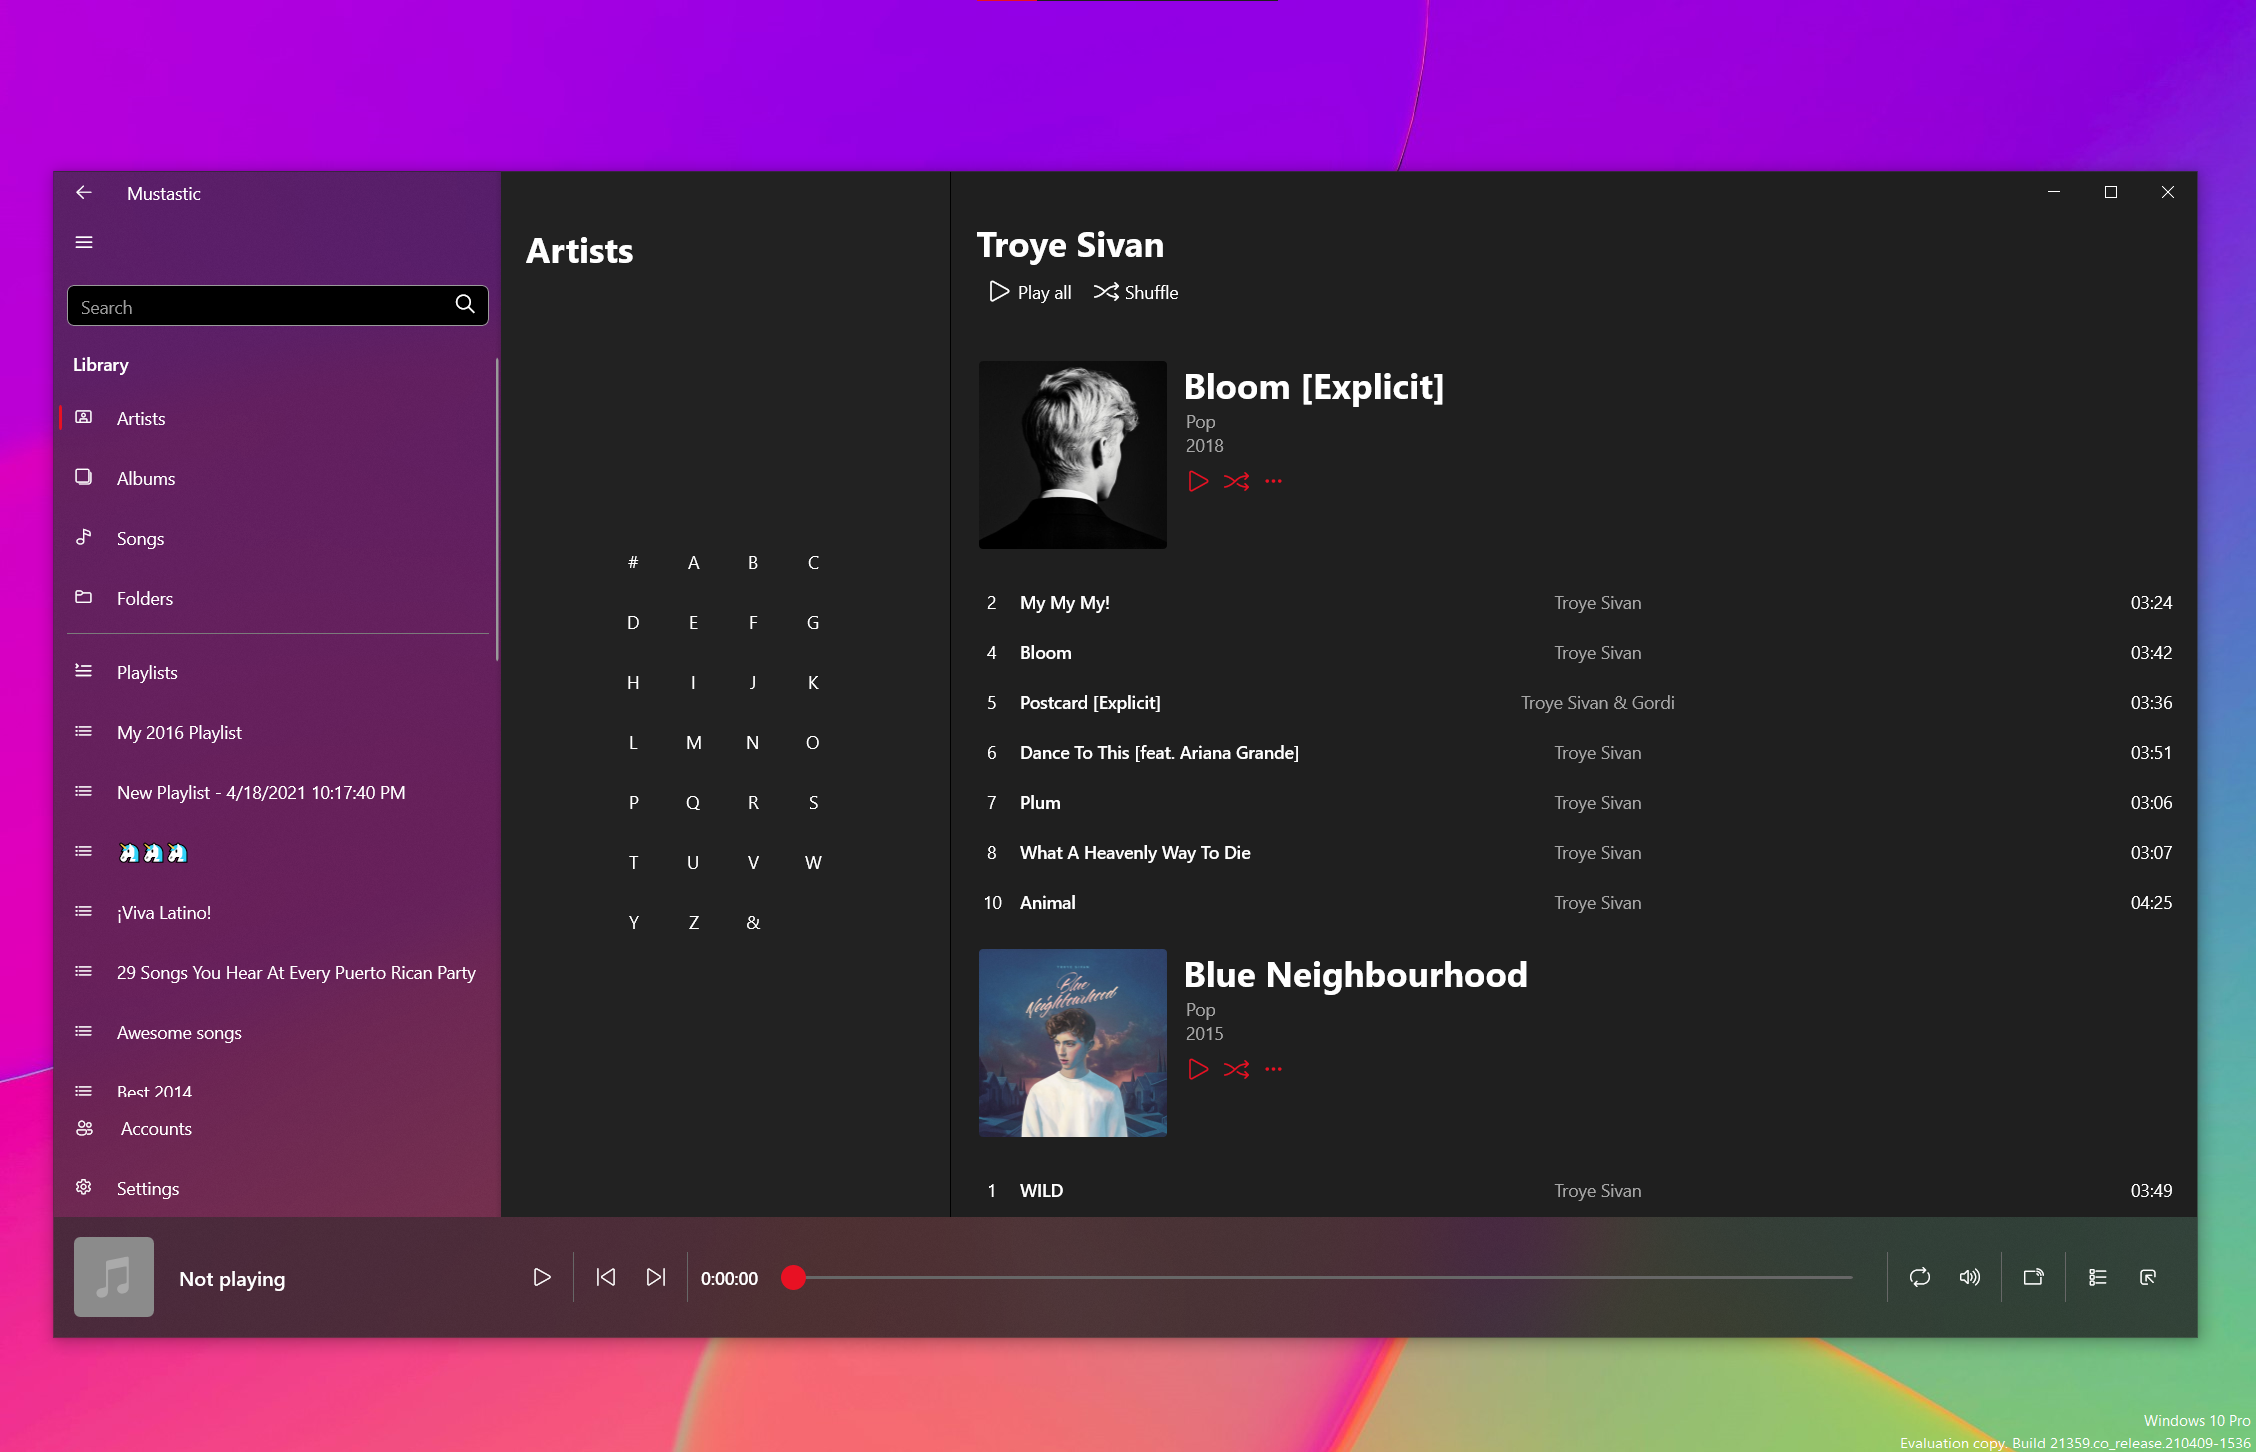 Mustastic
Search
Library
Artists
Albums
Songs
Folders
Playlists
My 2016 Playlist
New Playlist - 4/18/2021 10:17:40 PM
🦄🦄🦄
¡Viva Latino!
29 Songs You Hear At Every Puerto Rican Party
Awesome songs
Best 2014
Accounts
Settings
Artists
# A B C
D E F G
H I J K
L M N O
P Q R S
T U V W
Y Z &
Troye Sivan
Play all Shuffle
Bloom [Explicit]
Pop
2018
2 My My My! Troye Sivan 03:24
4 Bloom Troye Sivan 03:42
5 Postcard [Explicit] Troye Sivan & Gordi 03:36
6 Dance To This [feat. Ariana Grande] Troye Sivan 03:51
7 Plum Troye Sivan 03:06
8 What A Heavenly Way To Die Troye Sivan 03:07
10 Animal Troye Sivan 04:25
Blue Neighbourhood
Pop
2015
TROYE SIVAN
Blue
Neighbourhood
1 WILD Troye Sivan 03:49
Not playing 0:00:00
Windows 10 Pro
Evaluation copy. Build 21359.co_release.210409-1536